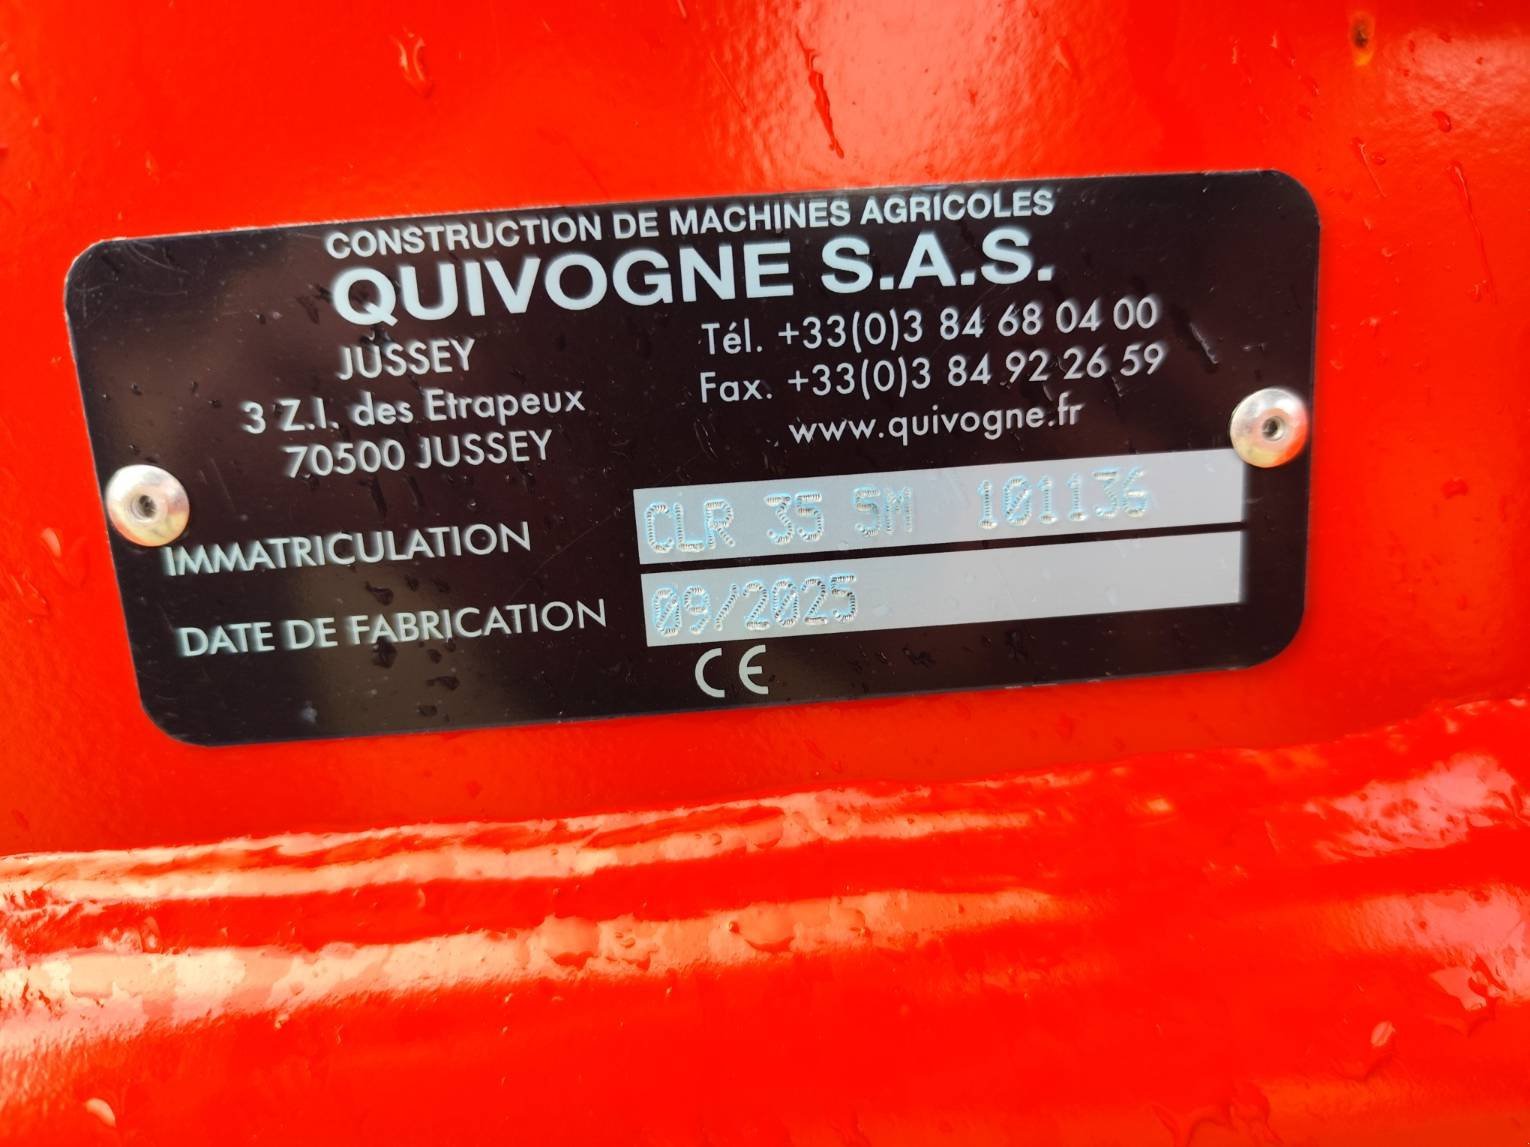 CONSTRUCTION DE MACHINES AGRICOLES
QUIVOGNE S.A.S.
JUSSEY
3 Z.I. des Etrapeux
70500 JUSSEY
Tél. +33(0)3 84 68 04 00
Fax. +33(0)3 84 92 26 59
www.quivogne.fr
IMMATRICULATION CLR 35 SM 101136
DATE DE FABRICATION 09/2025
CE